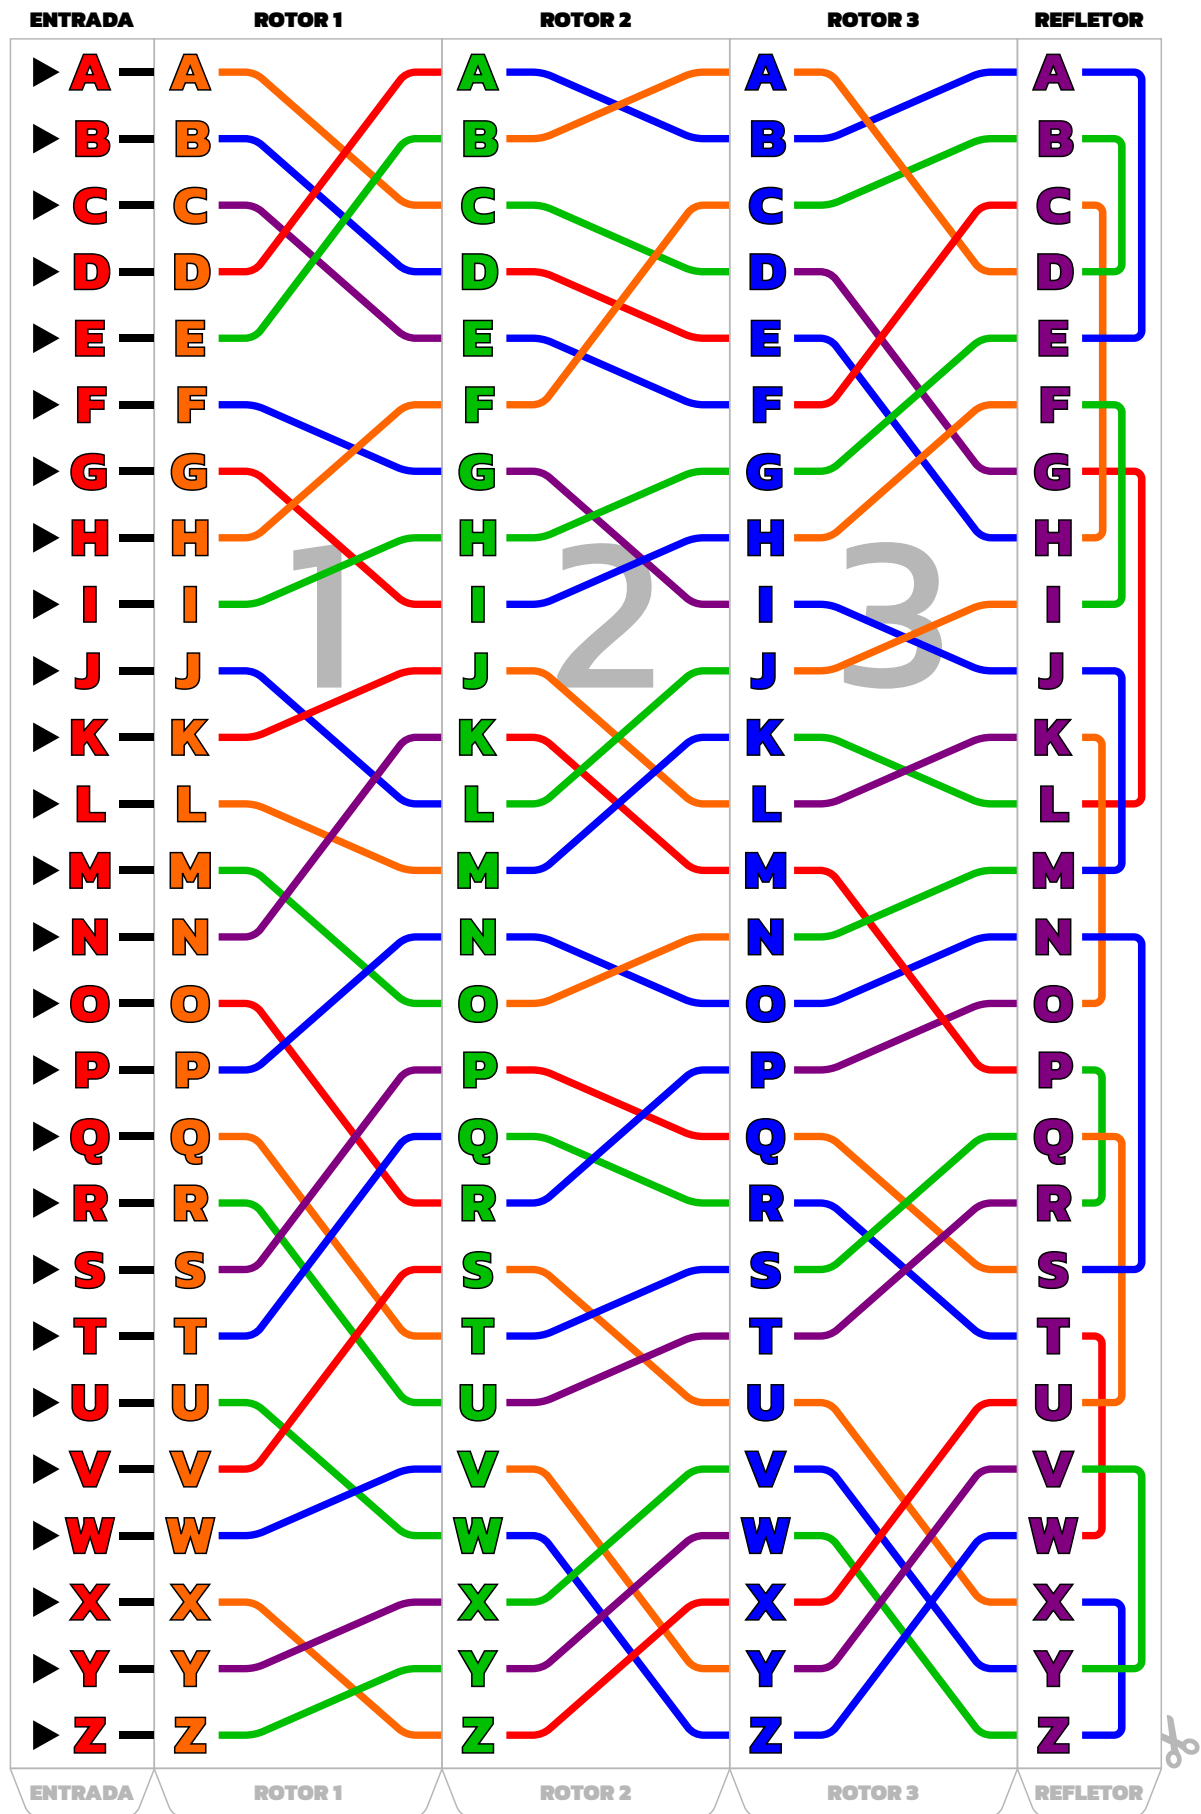 ENTRADA ROTOR 1 ROTOR 2 ROTOR 3 REFLETOR
A A A A A
B B B B B
C C C C C
D D D D D
E E E E E
F F F F F
G G G G G
H H H H H
1 2 3
I I I I I
J J J J J
K K K K K
L L L L L
M M M M M
N N N N N
O O O O O
P P P P P
Q Q Q Q Q
R R R R R
S S S S S
T T T T T
U U U U U
V V V V V
W W W W W
X X X X X
Y Y Y Y Y
Z Z Z Z Z
ENTRADA ROTOR 1 ROTOR 2 ROTOR 3 REFLETOR